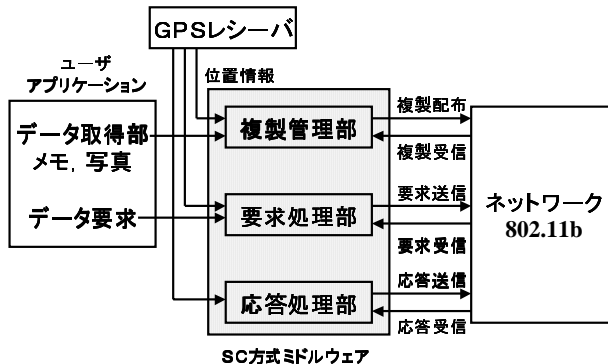 GPSレシーバ
ユーザ
アプリケーション
位置情報
データ取得部
メモ, 写真
データ要求
複製管理部
要求処理部
応答処理部
複製配布
複製受信
要求送信
要求受信
応答送信
応答受信
ネットワーク
802.11b
SC方式ミドルウェア